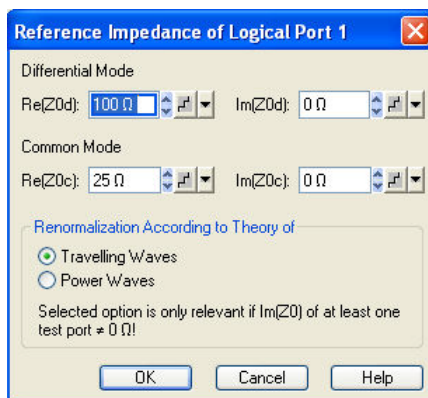 Reference Impedance of Logical Port 1
Differential Mode
Re(Z0d): 100 Ω Im(Z0d): 0 Ω
Common Mode
Re(Z0c): 25 Ω Im(Z0c): 0 Ω
Renormalization According to Theory of
Travelling Waves
Power Waves
Selected option is only relevant if Im(Z0) of at least one
test port ≠ 0 Ω!
OK Cancel Help